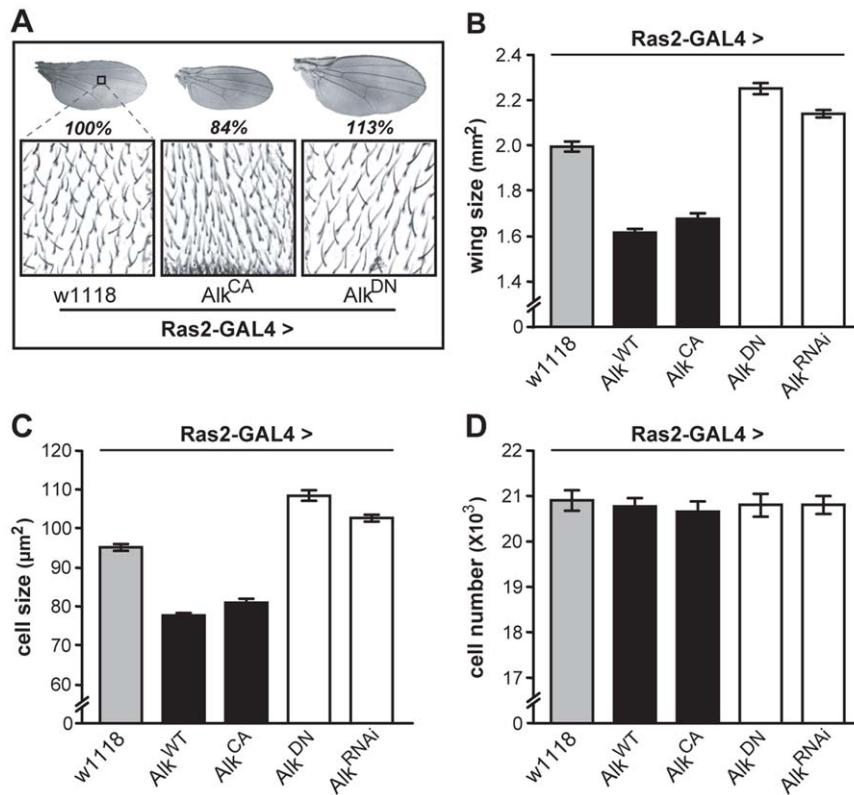 A
100%
84%
113%
w1118
Alk^CA
Alk^DN
Ras2-GAL4 >
B
Ras2-GAL4 >
wing size (mm²)
2.4
2.2
2.0
1.6
1.4
0
w1118
Alk^WT
Alk^CA
Alk^DN
Alk^RNAi
C
Ras2-GAL4 >
cell size (µm²)
120
110
100
90
80
70
60
0
w1118
Alk^WT
Alk^CA
Alk^DN
Alk^RNAi
D
Ras2-GAL4 >
cell number (X10³)
22
21
20
19
18
17
0
w1118
Alk^WT
Alk^CA
Alk^DN
Alk^RNAi